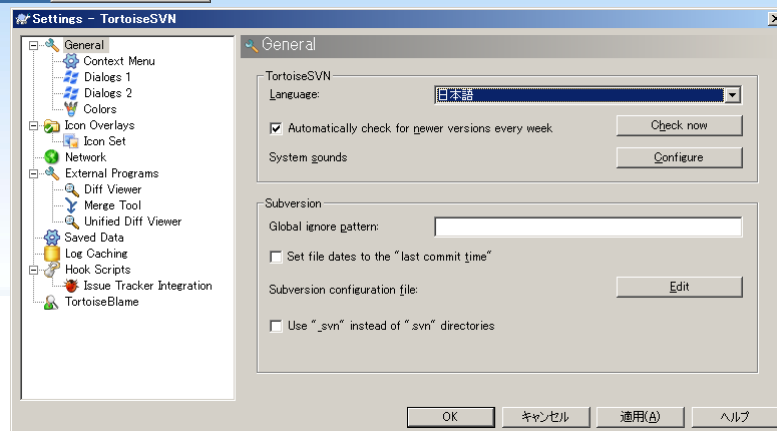 Settings - TortoiseSVN
General
Context Menu
Dialogs 1
Dialogs 2
Colors
Icon Overlays
Icon Set
Network
External Programs
Diff Viewer
Merge Tool
Unified Diff Viewer
Saved Data
Log Caching
Hook Scripts
Issue Tracker Integration
TortoiseBlame
General
TortoiseSVN
Language: 日本語
Automatically check for newer versions every week Check now
System sounds Configure
Subversion
Global ignore pattern:
Set file dates to the "last commit time"
Subversion configuration file: Edit
Use "_svn" instead of ".svn" directories
OK キャンセル 適用(A) ヘルプ